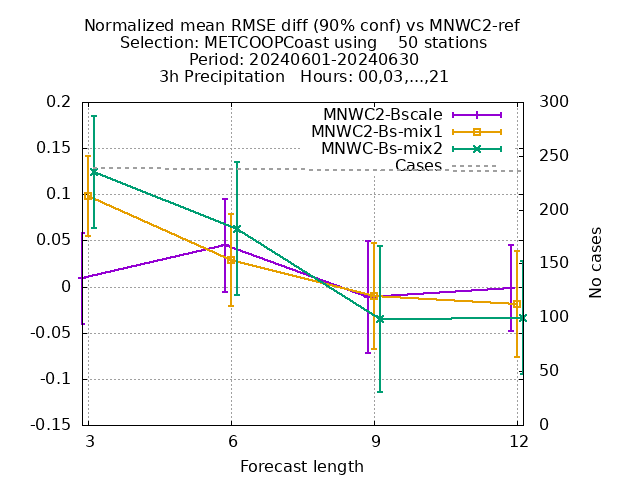 Normalized mean RMSE diff (90% conf) vs MNWC2-ref
Selection: METCOOPCoast using    50 stations
Period: 20240601-20240630
3h Precipitation   Hours: 00,03,...,21
MNWC2-Bscale
MNWC2-Bs-mix1
MNWC-Bs-mix2
Cases
0.2
0.15
0.1
0.05
0
-0.05
-0.1
-0.15
300
250
200
150
100
50
0
No cases
3 6 9 12
Forecast length